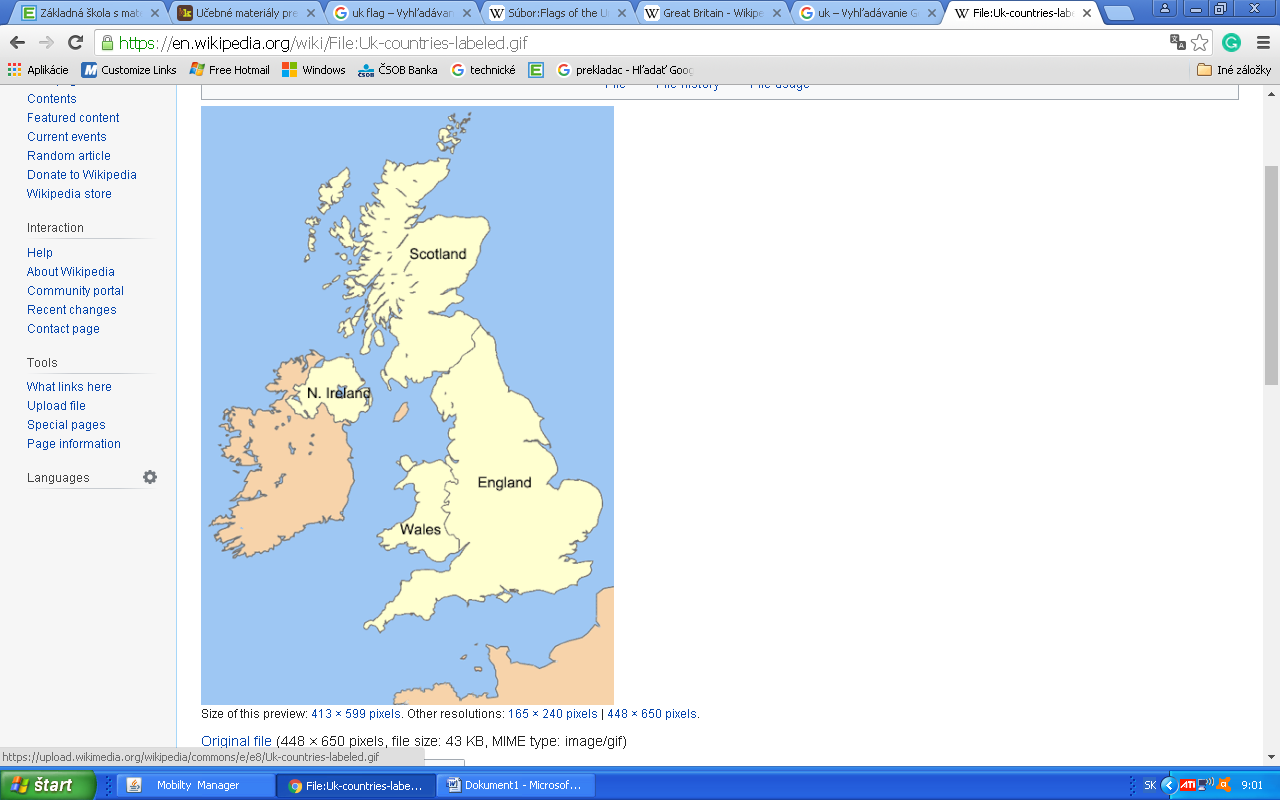 Základná škola s mat
Učebné materiály pre
uk flag – Vyhľadávan
Súbor:Flags of the U
Great Britain - Wikipe
uk – Vyhľadávanie G
File:Uk-countries-labe
https://en.wikipedia.org/wiki/File:Uk-countries-labeled.gif
Aplikácie
Customize Links
Free Hotmail
Windows
ČSOB Banka
technické
prekladac - Hľadať Goog
Iné záložky
File
File history
File usage
Contents
Featured content
Current events
Random article
Donate to Wikipedia
Wikipedia store
Interaction
Help
About Wikipedia
Community portal
Recent changes
Contact page
Tools
What links here
Upload file
Special pages
Page information
Languages
Scotland
N. Ireland
England
Wales
Size of this preview: 413 × 599 pixels. Other resolutions: 165 × 240 pixels | 448 × 650 pixels.
Original file (448 × 650 pixels, file size: 43 KB, MIME type: image/gif)
https://upload.wikimedia.org/wikipedia/commons/e/e8/Uk-countries-labeled.gif
štart
Mobilty Manager
File:Uk-countries-labe...
Dokument1 - Microsof...
SK
ATI
9:01